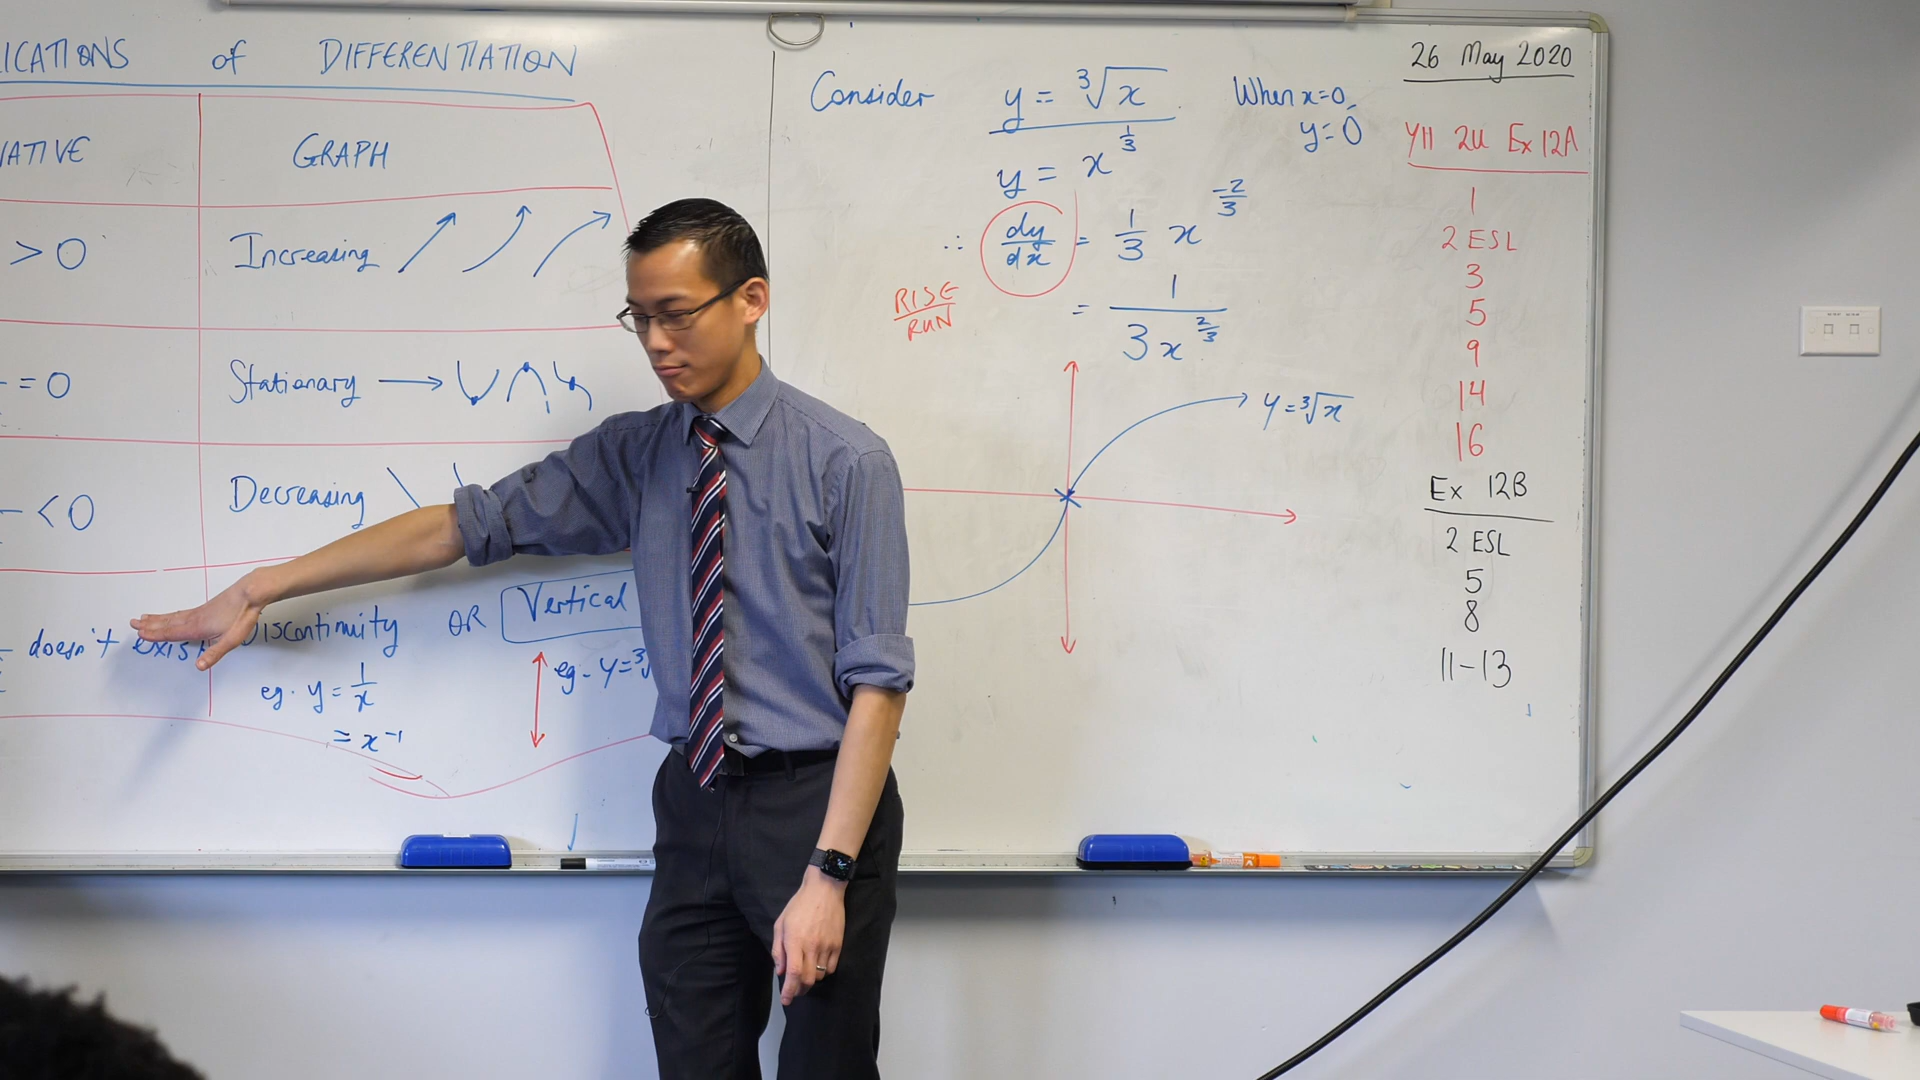 of DIFFERENTIATION
GRAPH
> 0
Increasing
= 0
Stationary
< 0
Decreasing
doesn't exist
Discontinuity OR Vertical
eg. y = 1/x
= x⁻¹
eg. y = ³√
Consider y = ³√x When x=0,
y=0
y = x^(1/3)
∴ dy/dx = 1/3 x^(-2/3)
RISE/RUN
= 1/(3x^(2/3))
y = ³√x
26 May 2020
Y11 2U Ex 12A
1
2 ESL
3
5
9
14
16
Ex 12B
2 ESL
5
8
11-13